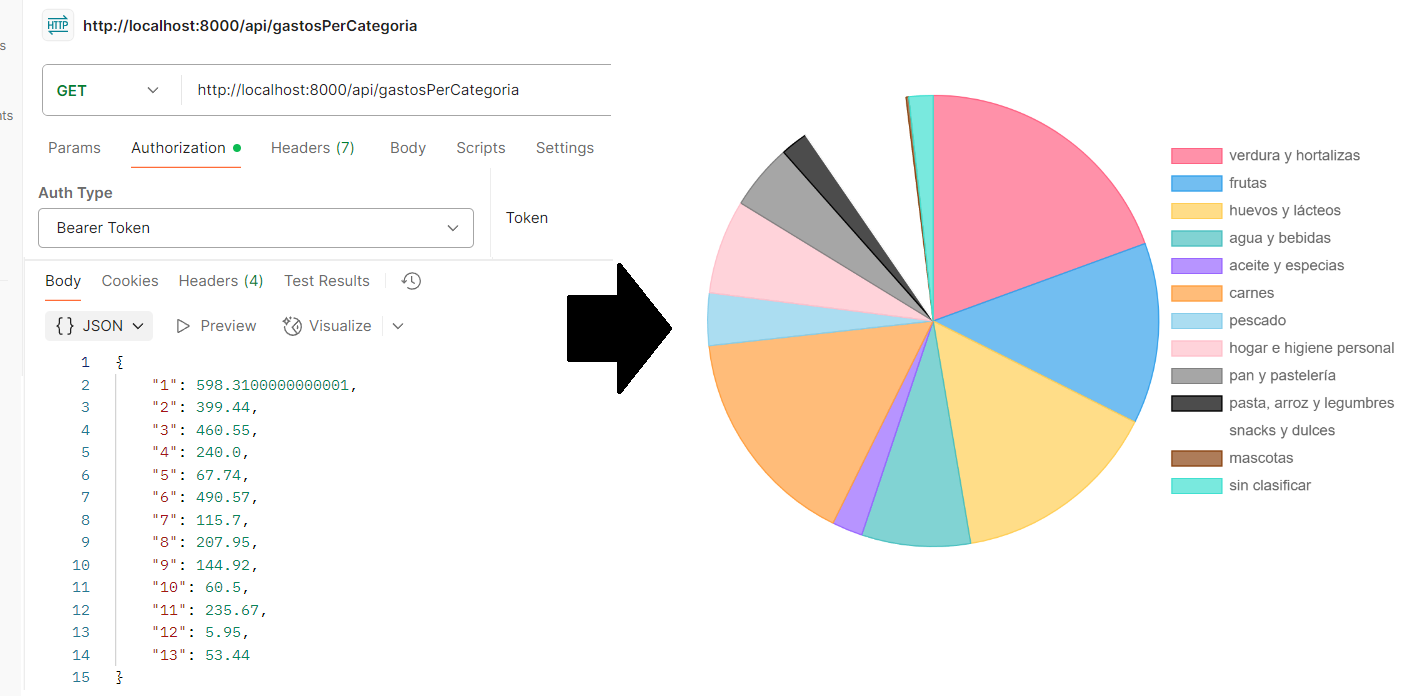 HTTP http://localhost:8000/api/gastosPerCategoria
s
GET http://localhost:8000/api/gastosPerCategoria
nts
Params Authorization Headers (7) Body Scripts Settings
Auth Type
Bearer Token
Token
Body Cookies Headers (4) Test Results
{} JSON Preview Visualize
1 {
2 "1": 598.3100000000001,
3 "2": 399.44,
4 "3": 460.55,
5 "4": 240.0,
6 "5": 67.74,
7 "6": 490.57,
8 "7": 115.7,
9 "8": 207.95,
10 "9": 144.92,
11 "10": 60.5,
12 "11": 235.67,
13 "12": 5.95,
14 "13": 53.44
15 }
verdura y hortalizas
frutas
huevos y lácteos
agua y bebidas
aceite y especias
carnes
pescado
hogar e higiene personal
pan y pastelería
pasta, arroz y legumbres
snacks y dulces
mascotas
sin clasificar